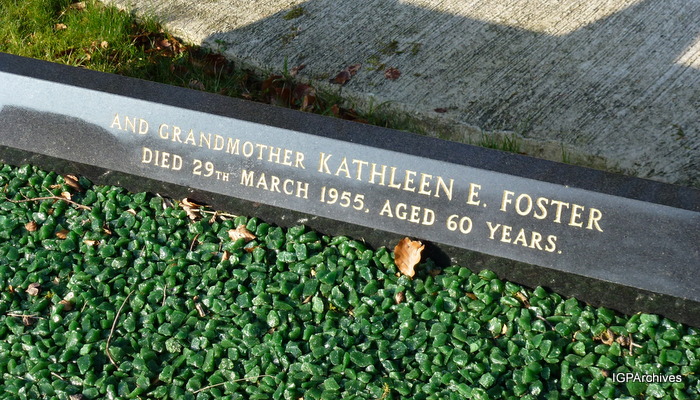 AND GRANDMOTHER KATHLEEN E. FOSTER
DIED 29TH MARCH 1955, AGED 60 YEARS.
IGPArchives